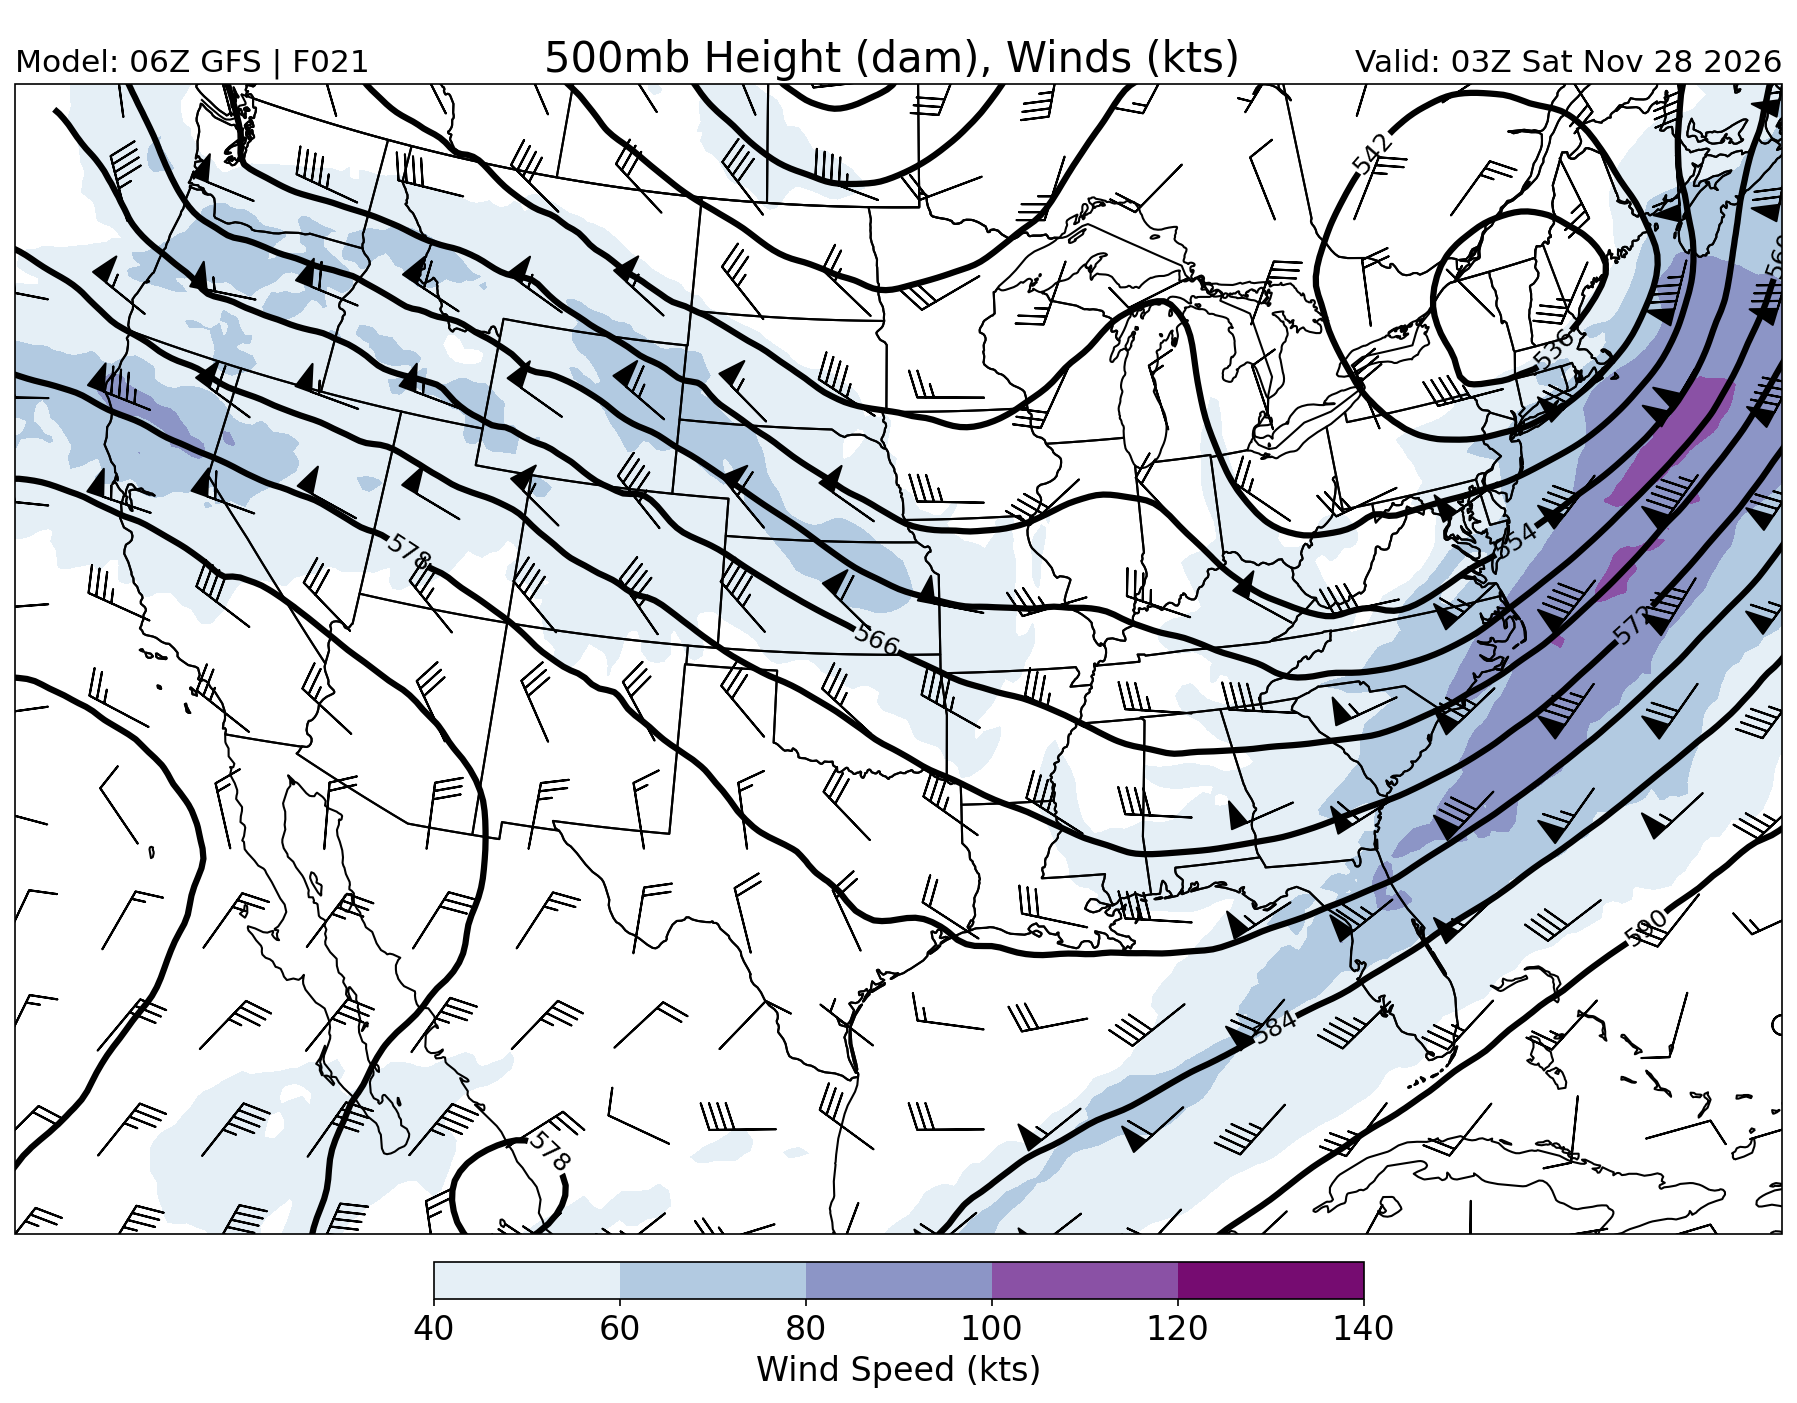 Model: 06Z GFS | F021
500mb Height (dam), Winds (kts)
Valid: 03Z Sat Nov 28 2026
542
536
554
578
566
572
590
584
578
40 60 80 100 120 140
Wind Speed (kts)